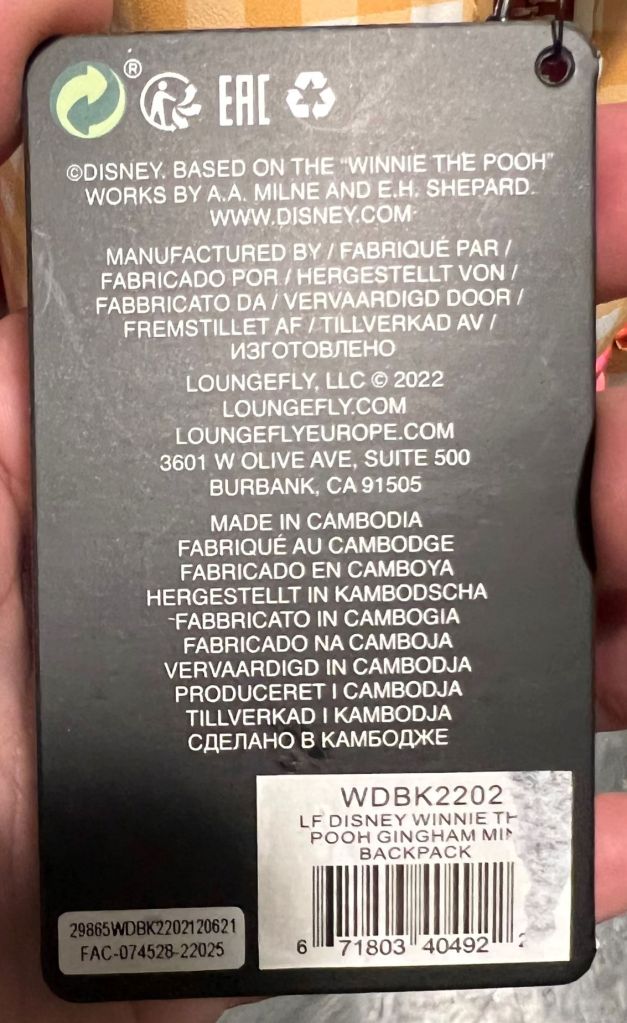 ®
EAC
©DISNEY. BASED ON THE "WINNIE THE POOH"
WORKS BY A.A. MILNE AND E.H. SHEPARD.
WWW.DISNEY.COM
MANUFACTURED BY / FABRIQUÉ PAR /
FABRICADO POR / HERGESTELLT VON /
FABBRICATO DA / VERVAARDIGD DOOR /
FREMSTILLET AF / TILLVERKAD AV /
ИЗГОТОВЛЕНО
LOUNGEFLY, LLC © 2022
LOUNGEFLY.COM
LOUNGEFLYEUROPE.COM
3601 W OLIVE AVE, SUITE 500
BURBANK, CA 91505
MADE IN CAMBODIA
FABRIQUÉ AU CAMBODGE
FABRICADO EN CAMBOYA
HERGESTELLT IN KAMBODSCHA
FABBRICATO IN CAMBOGIA
FABRICADO NA CAMBOJA
VERVAARDIGD IN CAMBODJA
PRODUCERET I CAMBODJA
TILLVERKAD I KAMBODJA
СДЕЛАНО В КАМБОДЖЕ
WDBK2202
LF DISNEY WINNIE TH
POOH GINGHAM MIN
BACKPACK
6 71803 40492
29865WDBK2202120621
FAC-074528-22025